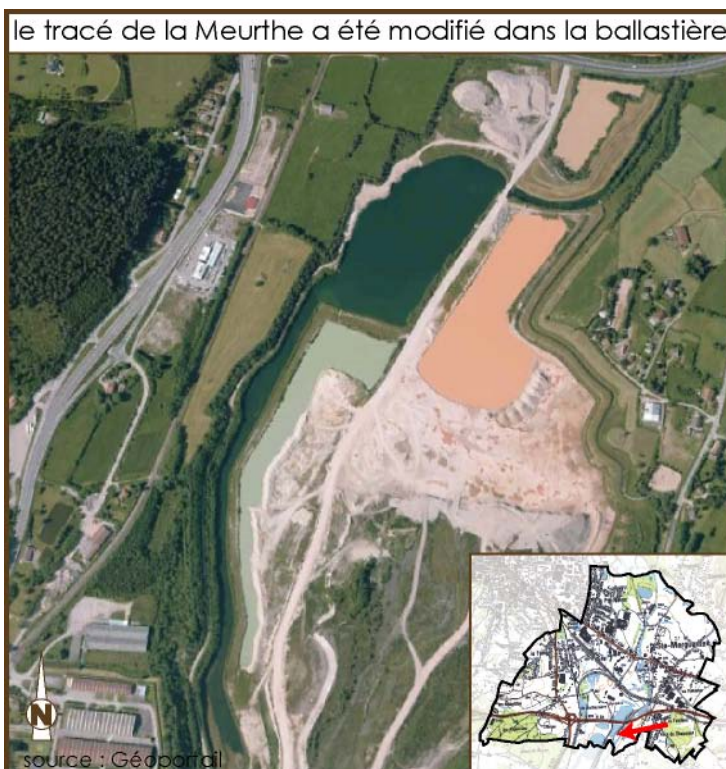 le tracé de la Meurthe a été modifié dans la ballastière
N
source : Géoportail